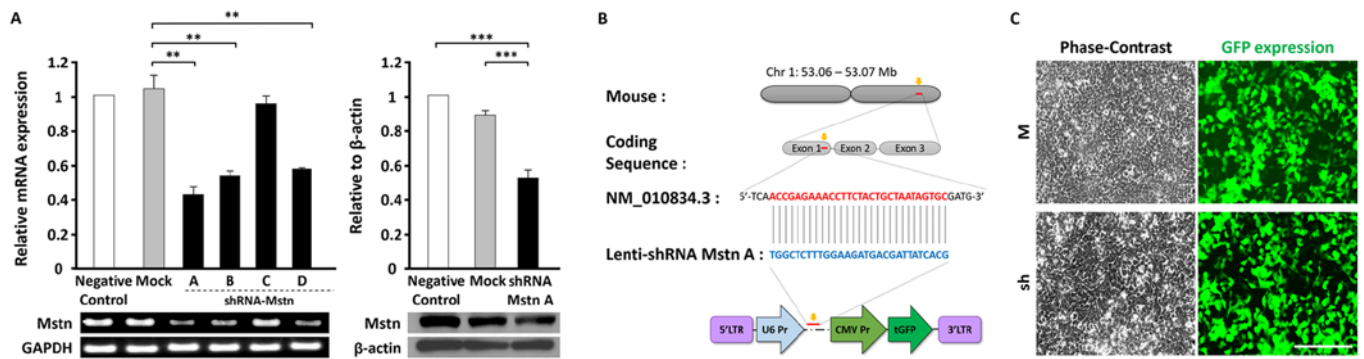 A
**
**
**
1.2
1
0.8
0.6
0.4
0.2
0
Relative mRNA expression
Negative Control
Mock
A
B
C
D
shRNA-Mstn
Mstn
GAPDH
***
***
1.2
1
0.8
0.6
0.4
0.2
0
Relative to β-actin
Negative Control
Mock
shRNA Mstn A
Mstn
β-actin
B
Chr 1: 53.06 – 53.07 Mb
Mouse :
Coding Sequence :
Exon 1
Exon 2
Exon 3
NM_010834.3 :
5'-TCAACCGAGAAACCTTCTACTGCTAATAGTGCGATG-3'
Lenti-shRNA Mstn A :
TGGCTCTTTGGAAGATGACGATTATCACG
5'LTR
U6 Pr
CMV Pr
tGFP
3'LTR
C
Phase-Contrast
GFP expression
M
sh